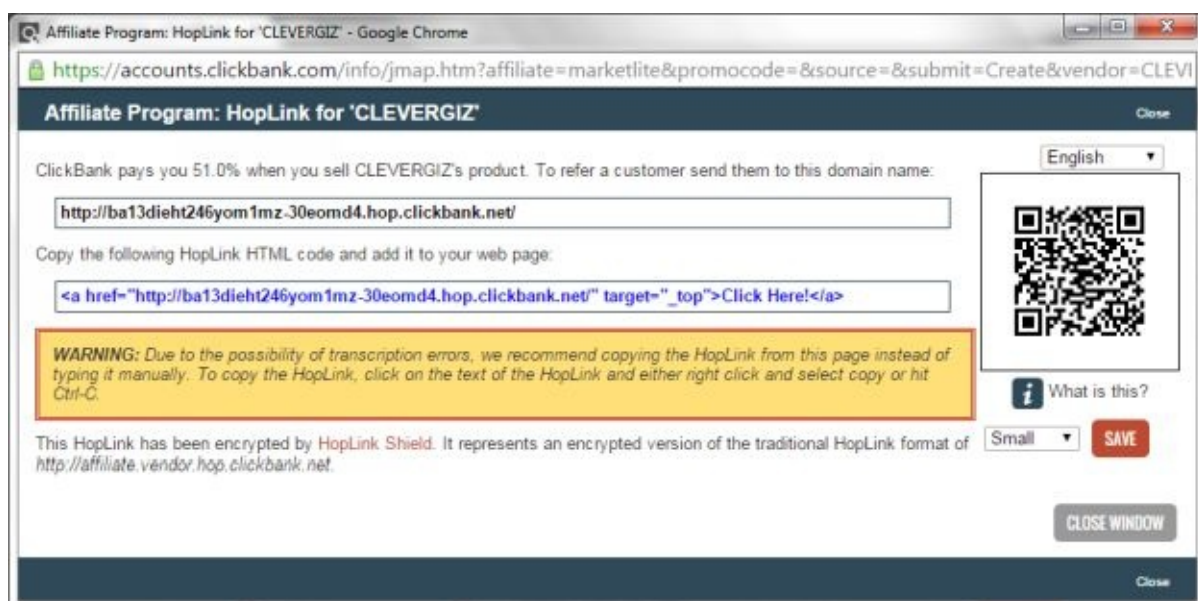 Affiliate Program: HopLink for 'CLEVERGIZ' - Google Chrome
https://accounts.clickbank.com/info/jmap.htm?affiliate=marketlite&promocode=&source=&submit=Create&vendor=CLEVI
Affiliate Program: HopLink for 'CLEVERGIZ'
Close
English
ClickBank pays you 51.0% when you sell CLEVERGIZ's product. To refer a customer send them to this domain name:
http://ba13dieht246yom1mz-30eomd4.hop.clickbank.net/
Copy the following HopLink HTML code and add it to your web page:
<a href="http://ba13dieht246yom1mz-30eomd4.hop.clickbank.net/" target="_top">Click Here!</a>
WARNING: Due to the possibility of transcription errors, we recommend copying the HopLink from this page instead of
typing it manually. To copy the HopLink, click on the text of the HopLink and either right click and select copy or hit
Ctrl-C.
i What is this?
This HopLink has been encrypted by HopLink Shield. It represents an encrypted version of the traditional HopLink format of
http://affiliate.vendor.hop.clickbank.net.
Small
SAVE
CLOSE WINDOW
Close